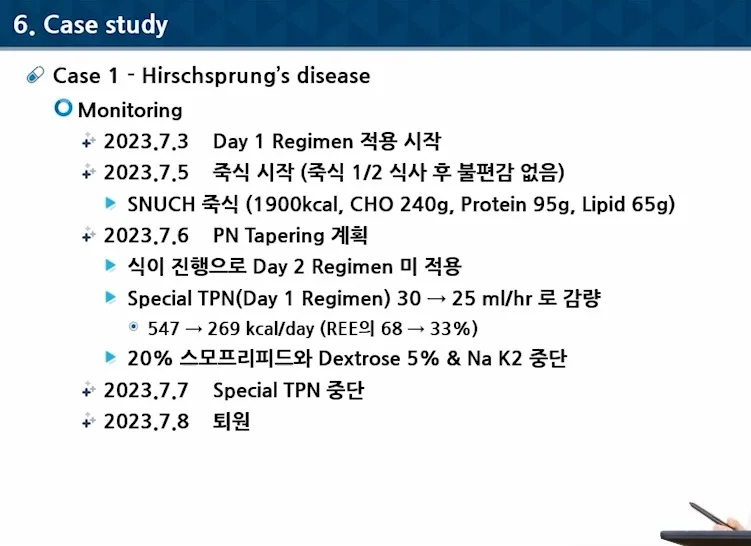 6. Case study
Case 1 - Hirschsprung's disease
Monitoring
2023.7.3 Day 1 Regimen 적용 시작
2023.7.5 죽식 시작 (죽식 1/2 식사 후 불편감 없음)
SNUCH 죽식 (1900kcal, CHO 240g, Protein 95g, Lipid 65g)
2023.7.6 PN Tapering 계획
식이 진행으로 Day 2 Regimen 미 적용
Special TPN(Day 1 Regimen) 30 → 25 ml/hr 로 감량
547 → 269 kcal/day (REE의 68 → 33%)
20% 스모프리피드와 Dextrose 5% & Na K2 중단
2023.7.7 Special TPN 중단
2023.7.8 퇴원